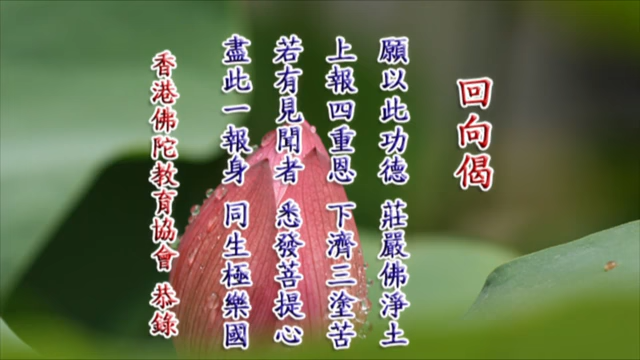 回向偈
願以此功德 莊嚴佛淨土
上報四重恩 下濟三塗苦
若有見聞者 悉發菩提心
盡此一報身 同生極樂國
香港佛陀教育協會 恭錄